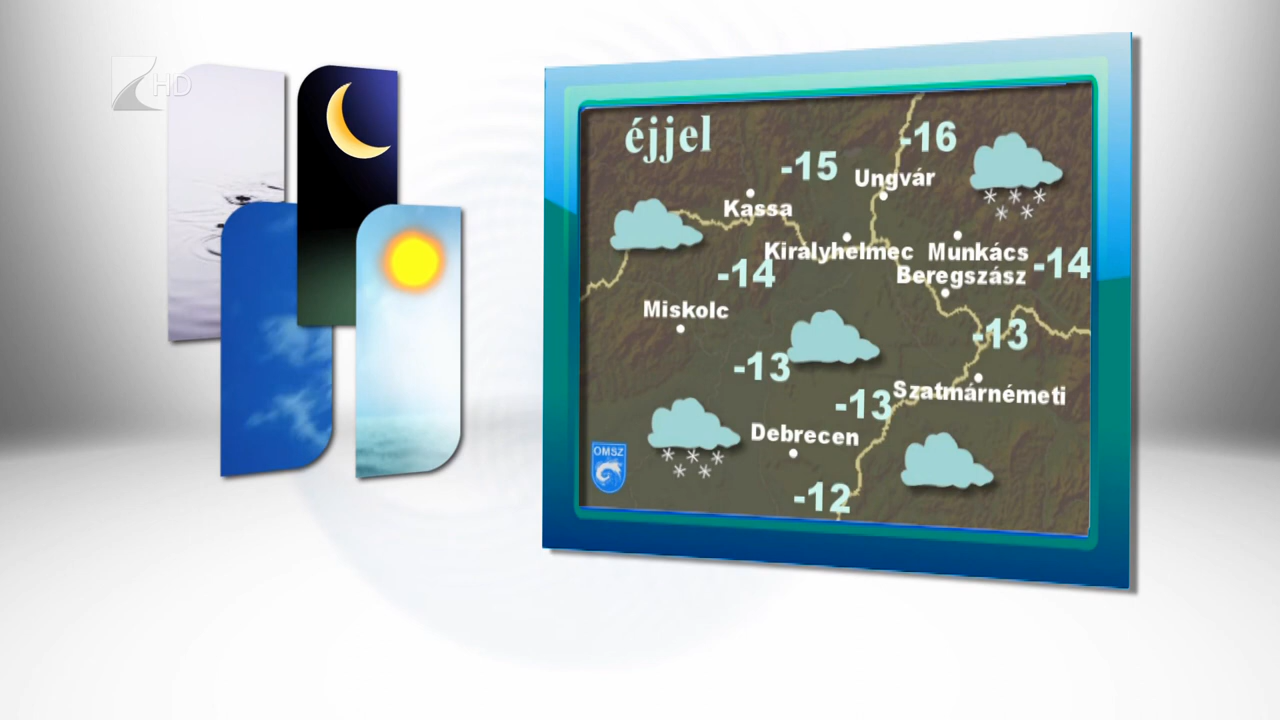 HD
éjjel
-16
-15
Ungvár
Kassa
Királyhelmec
Munkács
-14
Beregszász
-14
Miskolc
-13
-13
Szatmárnémeti
-13
Debrecen
OMSZ
-12